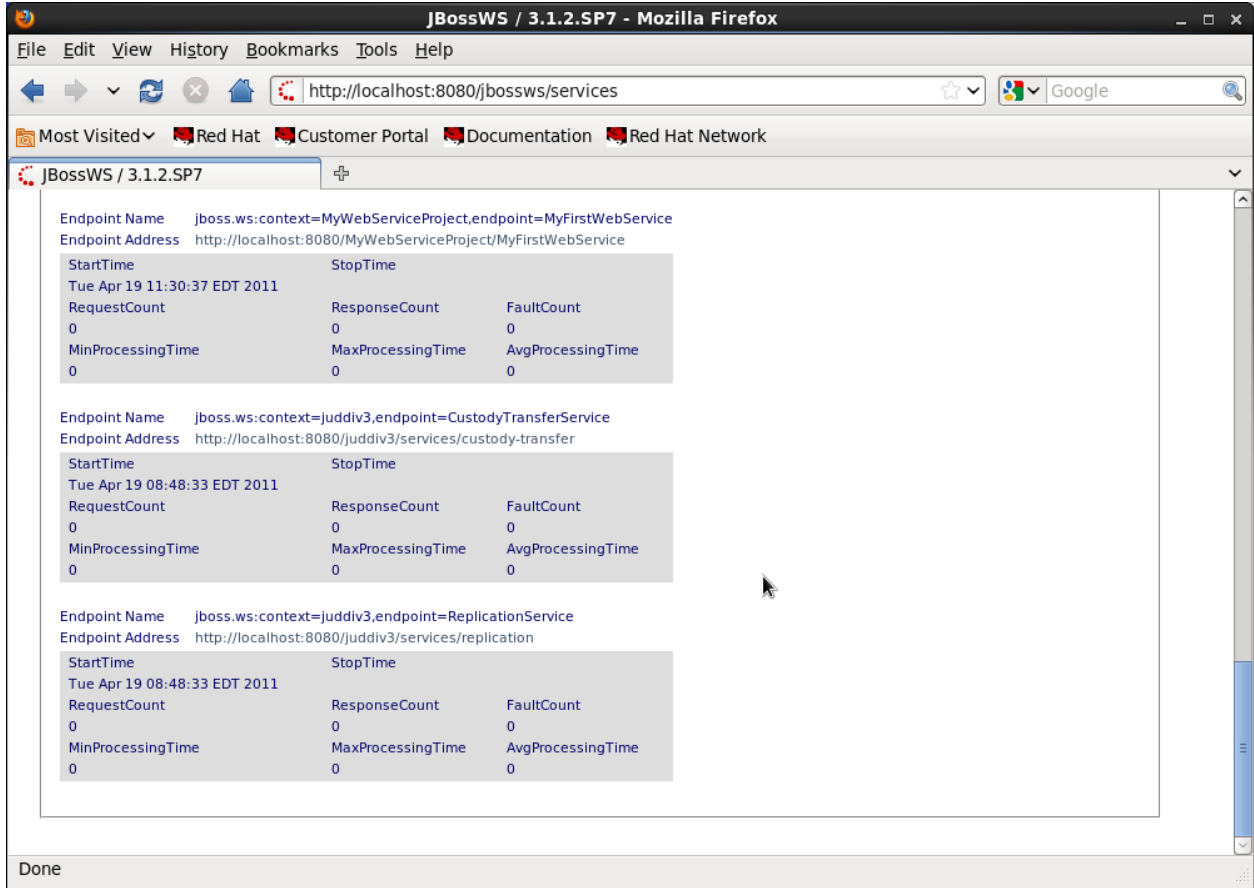 JBossWS / 3.1.2.SP7 - Mozilla Firefox
File Edit View History Bookmarks Tools Help
http://localhost:8080/jbossws/services Google
Most Visited Red Hat Customer Portal Documentation Red Hat Network
JBossWS / 3.1.2.SP7
Endpoint Name jboss.ws:context=MyWebServiceProject,endpoint=MyFirstWebService
Endpoint Address http://localhost:8080/MyWebServiceProject/MyFirstWebService
StartTime StopTime
Tue Apr 19 11:30:37 EDT 2011
RequestCount ResponseCount FaultCount
0 0 0
MinProcessingTime MaxProcessingTime AvgProcessingTime
0 0 0
Endpoint Name jboss.ws:context=juddiv3,endpoint=CustodyTransferService
Endpoint Address http://localhost:8080/juddiv3/services/custody-transfer
StartTime StopTime
Tue Apr 19 08:48:33 EDT 2011
RequestCount ResponseCount FaultCount
0 0 0
MinProcessingTime MaxProcessingTime AvgProcessingTime
0 0 0
Endpoint Name jboss.ws:context=juddiv3,endpoint=ReplicationService
Endpoint Address http://localhost:8080/juddiv3/services/replication
StartTime StopTime
Tue Apr 19 08:48:33 EDT 2011
RequestCount ResponseCount FaultCount
0 0 0
MinProcessingTime MaxProcessingTime AvgProcessingTime
0 0 0
Done